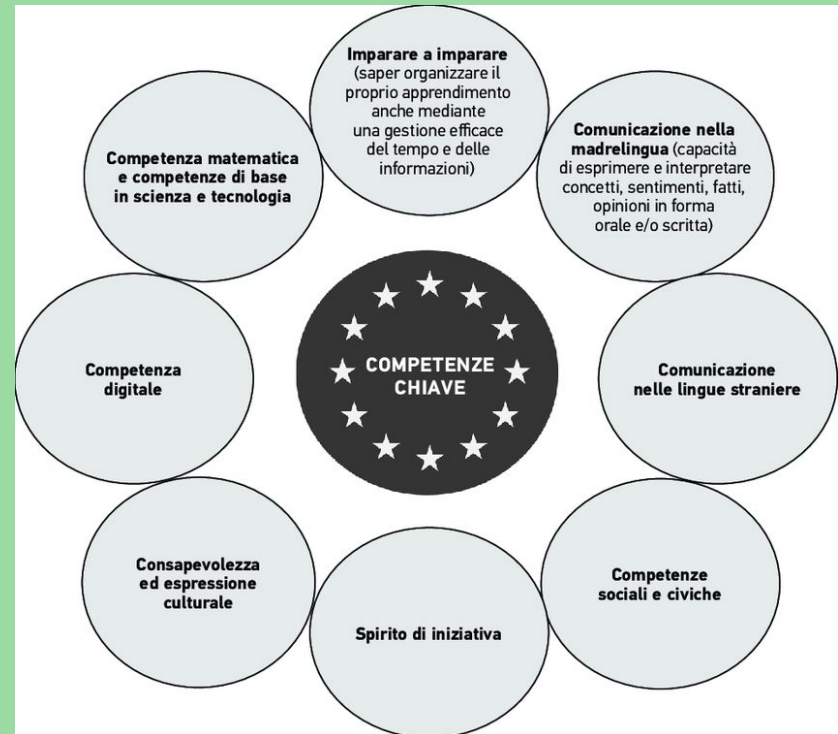 Imparare a imparare
(saper organizzare il
proprio apprendimento
anche mediante
una gestione efficace
del tempo e delle
informazioni)
Comunicazione nella
madrelingua (capacità
di esprimere e interpretare
concetti, sentimenti, fatti,
opinioni in forma
orale e/o scritta)
Comunicazione
nelle lingue straniere
Competenze
sociali e civiche
Spirito di iniziativa
Consapevolezza
ed espressione
culturale
Competenza
digitale
Competenza matematica
e competenze di base
in scienza e tecnologia
COMPETENZE
CHIAVE